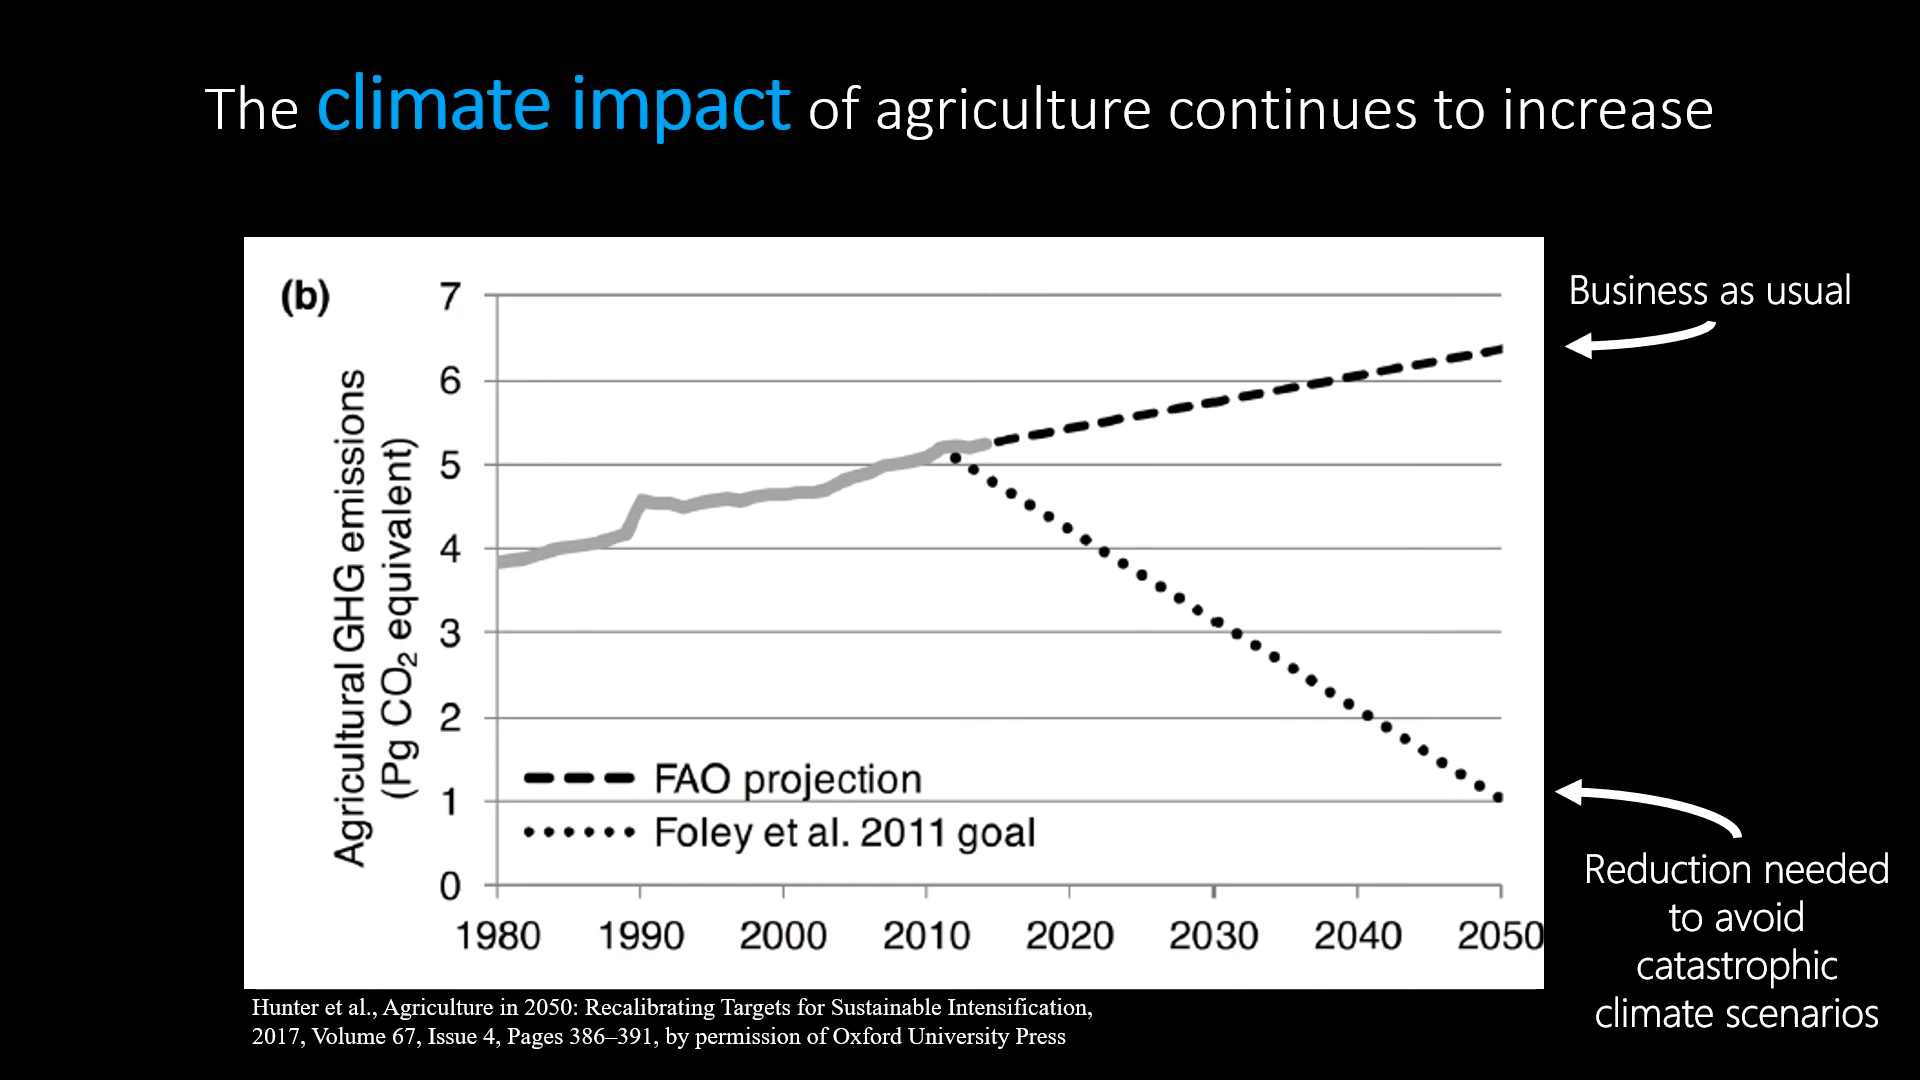 The climate impact of agriculture continues to increase
(b)
Agricultural GHG emissions
(Pg CO₂ equivalent)
7
6
5
4
3
2
1
0
FAO projection
Foley et al. 2011 goal
1980 1990 2000 2010 2020 2030 2040 2050
Business as usual
Reduction needed
to avoid
catastrophic
climate scenarios
Hunter et al., Agriculture in 2050: Recalibrating Targets for Sustainable Intensification,
2017, Volume 67, Issue 4, Pages 386–391, by permission of Oxford University Press